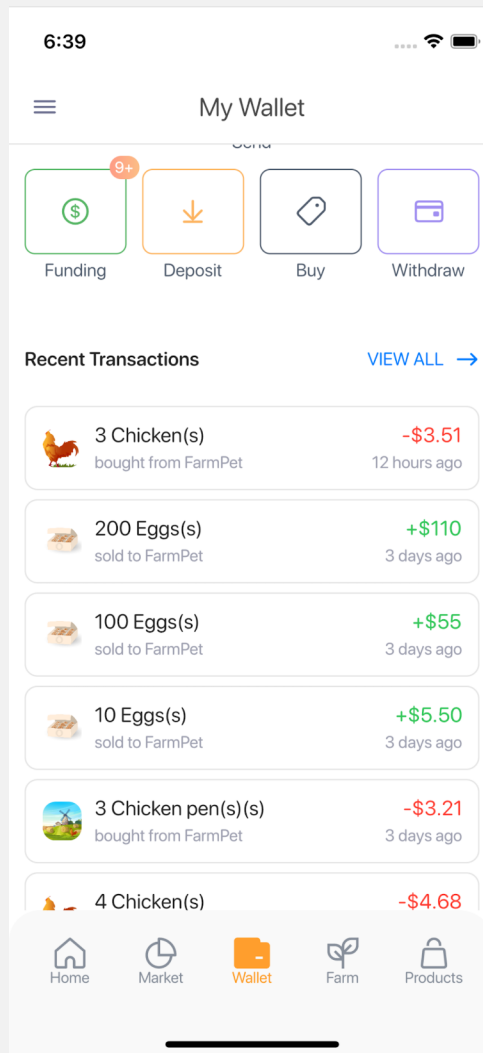 6:39
My Wallet
Send
9+
Funding
Deposit
Buy
Withdraw
Recent Transactions
VIEW ALL
3 Chicken(s)
-$3.51
bought from FarmPet
12 hours ago
200 Eggs(s)
+$110
sold to FarmPet
3 days ago
100 Eggs(s)
+$55
sold to FarmPet
3 days ago
10 Eggs(s)
+$5.50
sold to FarmPet
3 days ago
3 Chicken pen(s)(s)
-$3.21
bought from FarmPet
3 days ago
4 Chicken(s)
-$4.68
Home
Market
Wallet
Farm
Products